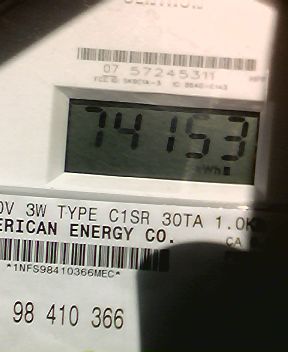 07 57245311
74153
kWh
0V 3W TYPE C1SR 30TA 1.0K
ERICAN ENERGY CO.
CA
*1NFS98410366MEC*
98 410 366